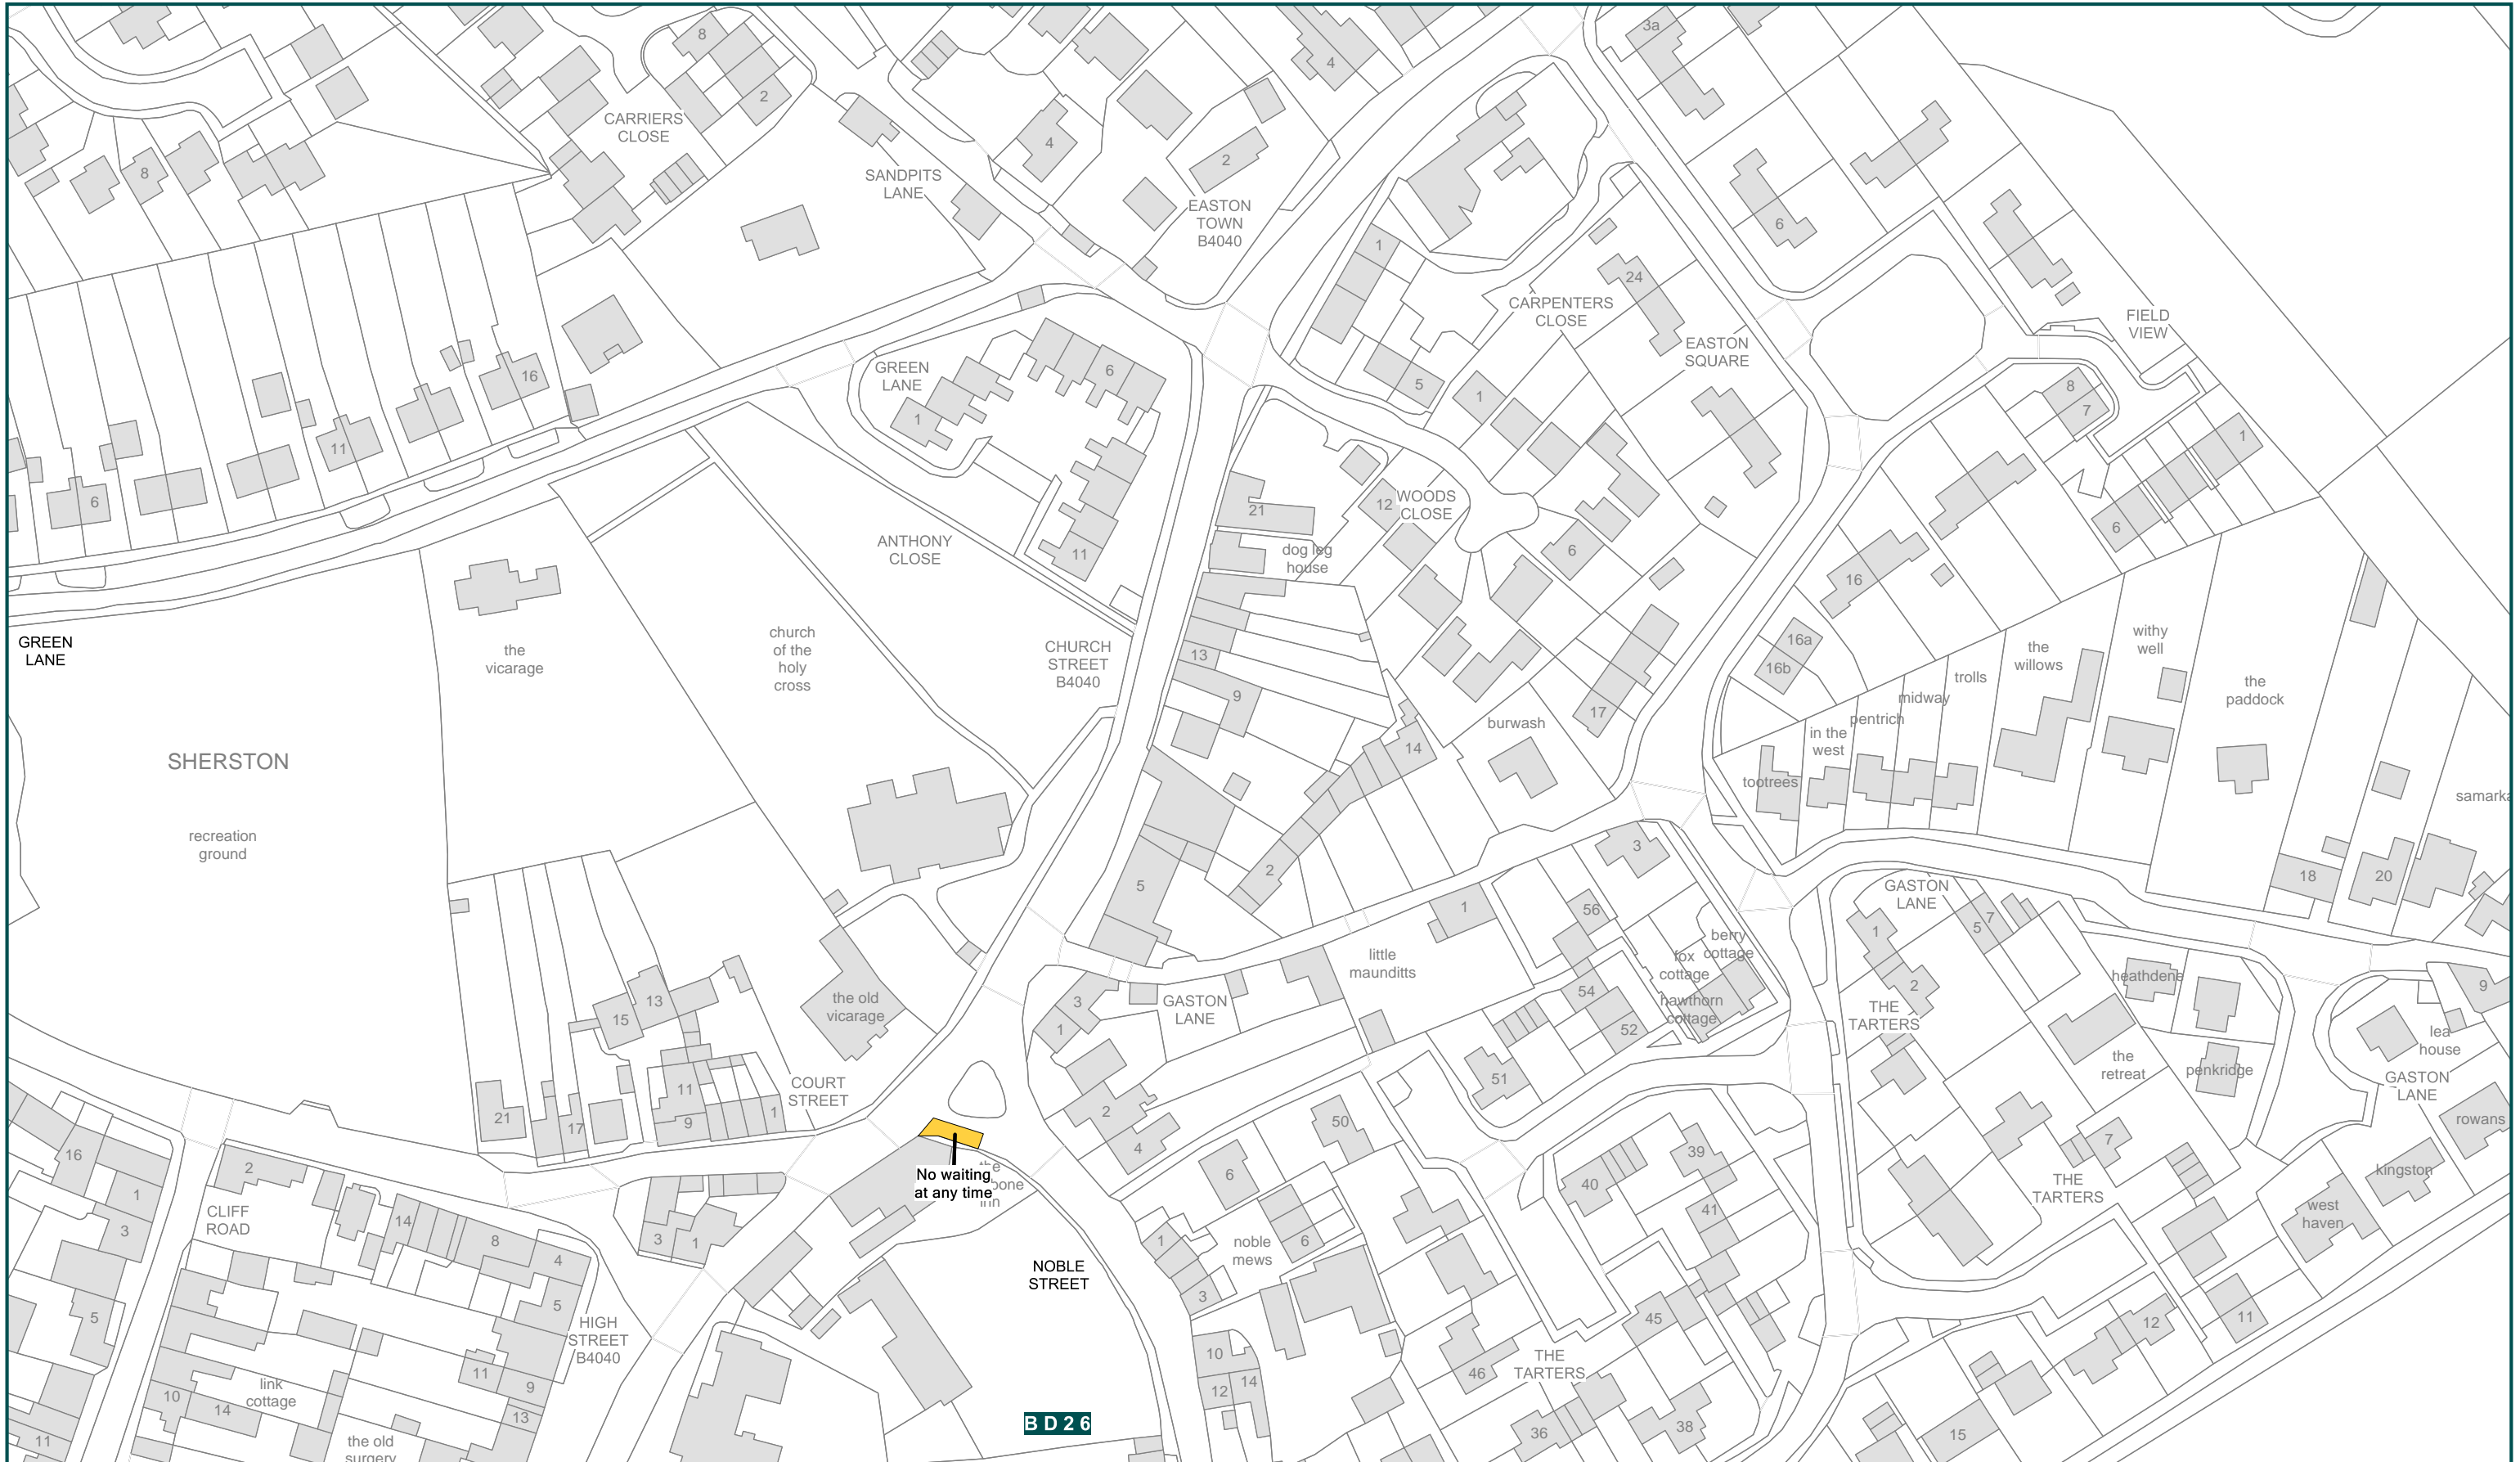 3a
8
4
2
CARRIERS
CLOSE
4
2
8
SANDPITS
LANE
EASTON
TOWN
B4040
6
1
24
CARPENTERS
CLOSE
FIELD
VIEW
EASTON
SQUARE
GREEN
LANE
6
16
5
1
8
7
1
1
11
6
21
12
WOODS
CLOSE
6
ANTHONY
CLOSE
11
dog leg
house
6
16
GREEN
LANE
the
vicarage
church
of the
holy
cross
CHURCH
STREET
B4040
13
9
16a
16b
the
willows
withy
well
trolls
midway
pentrich
in the
west
tootrees
the
paddock
17
burwash
14
SHERSTON
recreation
ground
samarka
5
2
3
18
20
1
56
GASTON
LANE
7
5
1
berry
cottage
fox
cottage
hawthorn
cottage
little
maunditts
heathdene
2
9
54
52
13
15
the old
vicarage
3
1
GASTON
LANE
THE
TARTERS
lea
house
the
retreat
penkridge
GASTON
LANE
rowans
51
11
9
1
COURT
STREET
21
17
2
4
50
7
16
1
3
2
CLIFF
ROAD
14
8
4
5
5
3
1
No waiting
at any time
the
bone
inn
6
39
40
41
THE
TARTERS
kingston
west
haven
1
3
noble
mews
6
NOBLE
STREET
45
12
11
HIGH
STREET
B4040
10
12
14
46
THE
TARTERS
link
cottage
10
14
11
9
13
BD26
36
38
15
11
the old
surgery